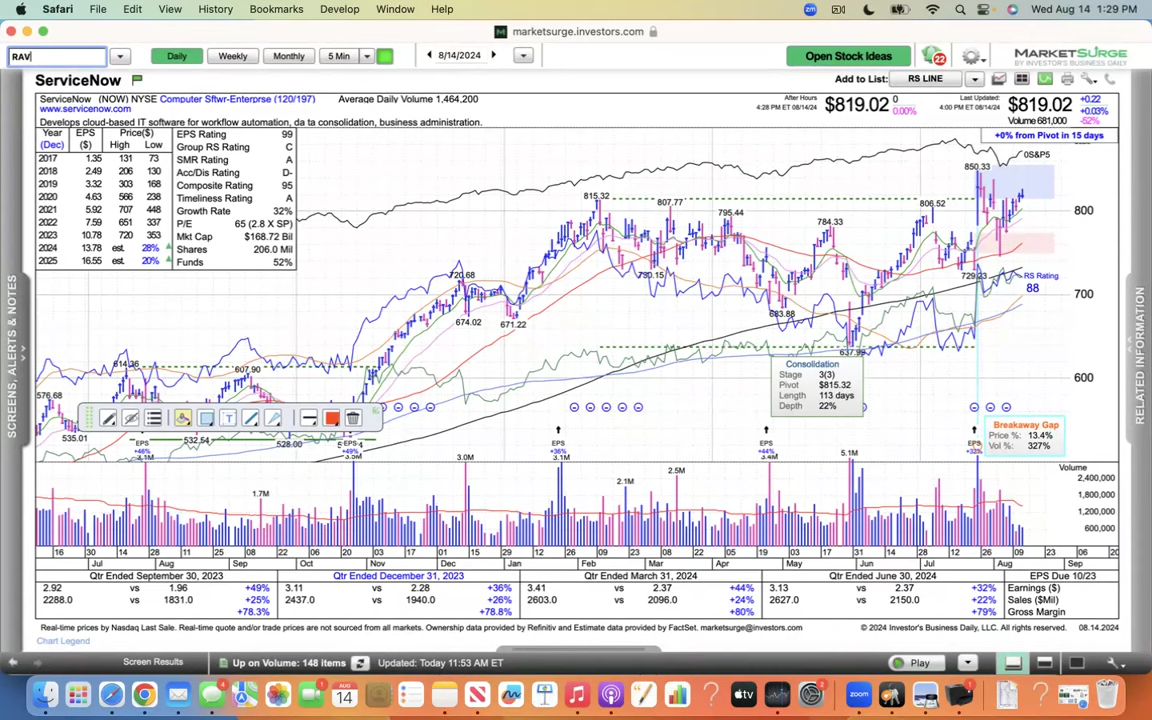 Safari File Edit View History Bookmarks Develop Window Help
Wed Aug 14 1:29 PM
marketsurge.investors.com
RAV
Daily Weekly Monthly 5 Min
8/14/2024
Open Stock Ideas
22
MARKETSURGE
BY INVESTOR'S BUSINESS DAILY
ServiceNow
Add to List: RS LINE
ServiceNow (NOW) NYSE Computer Sftwr-Enterprse (120/197) Average Daily Volume 1,464,200
www.servicenow.com
Develops cloud-based IT software for workflow automation, da ta consolidation, business administration.
After Hours
4:28 PM ET 08/14/24
$819.02 0
0.00%
Last Updated:
4:00 PM ET 08/14/24
$819.02 +0.22
+0.03%
Volume 681,000 -52%
+0% from Pivot in 15 days
Year EPS Price($)
(Dec) ($) High Low
2017 1.35 131 73
2018 2.49 206 130
2019 3.32 303 168
2020 4.63 566 238
2021 5.92 707 448
2022 7.59 651 337
2023 10.78 720 353
2024 13.78 est. 28%
2025 16.55 est. 20%
EPS Rating 99
Group RS Rating C
SMR Rating A
Acc/Dis Rating D-
Composite Rating 95
Timeliness Rating A
Growth Rate 32%
P/E 65 (2.8 X SP)
Mkt Cap $168.72 Bil
Shares 206.0 Mil
Funds 52%
0S&P5
850.33
815.32
807.77
795.44
784.33
806.52
800
720.68
674.02
671.22
683.88
RS Rating
88
700
637.99
614.36
607.90
600
576.68
535.01
532.54
528.00
Consolidation
Stage 3(3)
Pivot $815.32
Length 113 days
Depth 22%
Breakaway Gap
Price %: 13.4%
Vol %: 327%
EPS
+46%
EPS
+49%
EPS
+36%
EPS
+44%
3.1M
3.0M
3.1M
2.1M
2.5M
5.1M
1.7M
Volume
2,400,000
1,800,000
1,200,000
600,000
16 30 14 28 11 25 08 22 06 20 03 17 01 15 29 12 26 09 23 08 22 05 19 03 17 31 14 28 12 26 09 23 06 20
Jul Aug Sep Oct Nov Dec Jan Feb Mar Apr May Jun Jul Aug Sep
Qtr Ended September 30, 2023 Qtr Ended December 31, 2023 Qtr Ended March 31, 2024 Qtr Ended June 30, 2024 EPS Due 10/23
2.92 vs 1.96 +49% 3.11 vs 2.28 +36% 3.41 vs 2.37 +44% 3.13 vs 2.37 +32% Earnings ($)
2288.0 vs 1831.0 +25% 2437.0 vs 1940.0 +26% 2603.0 vs 2096.0 +24% 2627.0 vs 2150.0 +22% Sales ($Mil)
+78.3% +78.8% +80% +79% Gross Margin
Real-time prices by Nasdaq Last Sale. Real-time quote and/or trade prices are not sourced from all markets. Ownership data provided by Refinitiv and Estimate data provided by FactSet. marketsurge@investors.com © 2024 Investor's Business Daily, LLC. All rights reserved. 08.14.2024
Chart Legend
SCREENS, ALERTS & NOTES
RELATED INFORMATION
Screen Results Up on Volume: 148 items Updated: Today 11:53 AM ET Play
AUG
14
tv
zoom